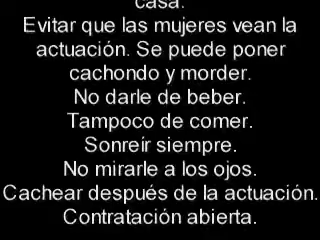 casa.
Evitar que las mujeres vean la
actuación. Se puede poner
cachondo y morder.
No darle de beber.
Tampoco de comer.
Sonreír siempre.
No mirarle a los ojos.
Cachear después de la actuación.
Contratación abierta.